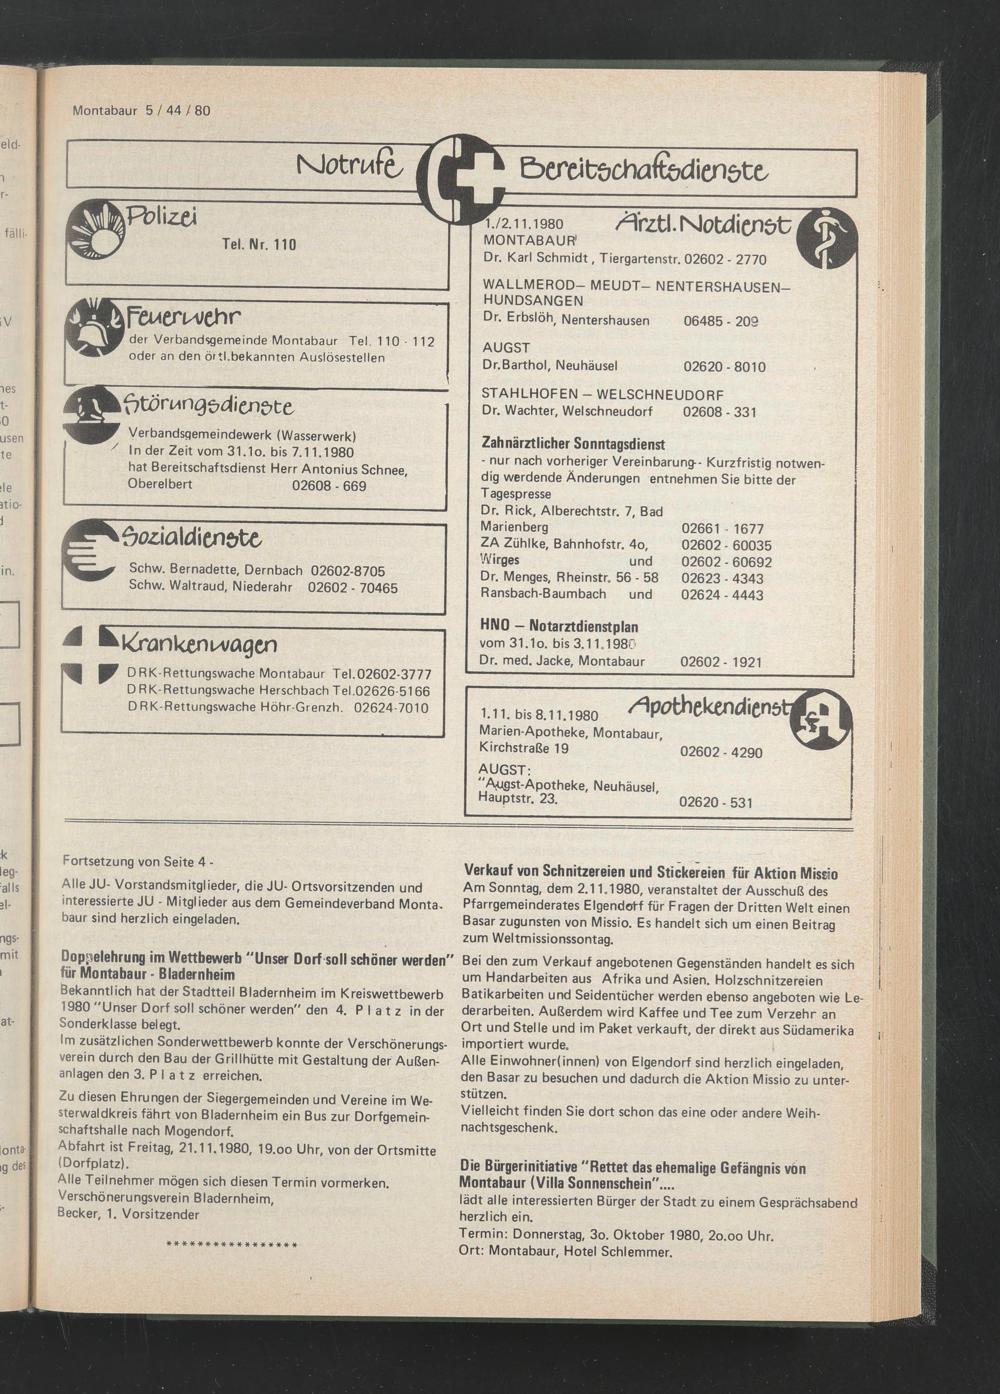 Montabaur 5 / 44 / 80
Notrufe
Bereitschaftsdienste
Polizei
Tel. Nr. 110
Feuerwehr
der Verbandsgemeinde Montabaur Tel. 110 - 112
oder an den örtl.bekannten Auslösestellen
Störungsdienste
Verbandsgemeindewerk (Wasserwerk)
In der Zeit vom 31.1o. bis 7.11.1980
hat Bereitschaftsdienst Herr Antonius Schnee,
Oberelbert 02608 - 669
Sozialdienste
Schw. Bernadette, Dernbach 02602-8705
Schw. Waltraud, Niederahr 02602 - 70465
Krankenwagen
DRK-Rettungswache Montabaur Tel.02602-3777
DRK-Rettungswache Herschbach Tel.02626-5166
DRK-Rettungswache Höhr-Grenzh. 02624-7010
1./2.11.1980 Ärztl. Notdienst
MONTABAUR
Dr. Karl Schmidt, Tiergartenstr. 02602 - 2770
WALLMEROD— MEUDT— NENTERSHAUSEN—
HUNDSANGEN
Dr. Erbslöh, Nentershausen 06485 - 209
AUGST
Dr.Barthol, Neuhäusel 02620 - 8010
STAHLHOFEN — WELSCHNEUDORF
Dr. Wachter, Welschneudorf 02608 - 331
Zahnärztlicher Sonntagsdienst
- nur nach vorheriger Vereinbarung-- Kurzfristig notwen-
dig werdende Änderungen entnehmen Sie bitte der
Tagespresse
Dr. Rick, Alberechtstr. 7, Bad
Marienberg 02661 - 1677
ZA Zühlke, Bahnhofstr. 4o, 02602 - 60035
Wirges und 02602 - 60692
Dr. Menges, Rheinstr. 56 - 58 02623 - 4343
Ransbach-Baumbach und 02624 - 4443
HNO — Notarztdienstplan
vom 31.1o. bis 3.11.1980
Dr. med. Jacke, Montabaur 02602 - 1921
Apothekendienst
1.11. bis 8.11.1980
Marien-Apotheke, Montabaur,
Kirchstraße 19 02602 - 4290
AUGST:
"Augst-Apotheke, Neuhäusel,
Hauptstr. 23. 02620 - 531
Fortsetzung von Seite 4 -
Alle JU- Vorstandsmitglieder, die JU- Ortsvorsitzenden und
interessierte JU - Mitglieder aus dem Gemeindeverband Monta-
baur sind herzlich eingeladen.
Doppelehrung im Wettbewerb "Unser Dorf soll schöner werden"
für Montabaur - Bladernheim
Bekanntlich hat der Stadtteil Bladernheim im Kreiswettbewerb
1980 "Unser Dorf soll schöner werden" den 4. P l a t z in der
Sonderklasse belegt.
Im zusätzlichen Sonderwettbewerb konnte der Verschönerungs-
verein durch den Bau der Grillhütte mit Gestaltung der Außen-
anlagen den 3. P l a t z erreichen.
Zu diesen Ehrungen der Siegergemeinden und Vereine im We-
sterwaldkreis fährt von Bladernheim ein Bus zur Dorfgemein-
schaftshalle nach Mogendorf.
Abfahrt ist Freitag, 21.11.1980, 19.oo Uhr, von der Ortsmitte
(Dorfplatz).
Alle Teilnehmer mögen sich diesen Termin vormerken.
Verschönerungsverein Bladernheim,
Becker, 1. Vorsitzender
*****************
Verkauf von Schnitzereien und Stickereien für Aktion Missio
Am Sonntag, dem 2.11.1980, veranstaltet der Ausschuß des
Pfarrgemeinderates Elgendorf für Fragen der Dritten Welt einen
Basar zugunsten von Missio. Es handelt sich um einen Beitrag
zum Weltmissionssontag.
Bei den zum Verkauf angebotenen Gegenständen handelt es sich
um Handarbeiten aus Afrika und Asien. Holzschnitzereien
Batikarbeiten und Seidentücher werden ebenso angeboten wie Le-
derarbeiten. Außerdem wird Kaffee und Tee zum Verzehr an
Ort und Stelle und im Paket verkauft, der direkt aus Südamerika
importiert wurde.
Alle Einwohner(innen) von Elgendorf sind herzlich eingeladen,
den Basar zu besuchen und dadurch die Aktion Missio zu unter-
stützen.
Vielleicht finden Sie dort schon das eine oder andere Weih-
nachtsgeschenk.
Die Bürgerinitiative "Rettet das ehemalige Gefängnis von
Montabaur (Villa Sonnenschein"....
lädt alle interessierten Bürger der Stadt zu einem Gesprächsabend
herzlich ein.
Termin: Donnerstag, 3o. Oktober 1980, 2o.oo Uhr.
Ort: Montabaur, Hotel Schlemmer.